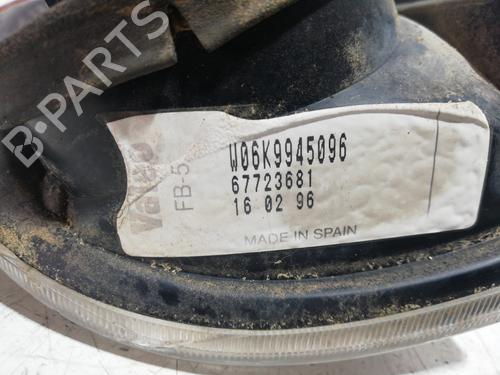 B-PARTS
Valeo
FB-5
W06K9945096
67723681
16 02 96
MADE IN SPAIN